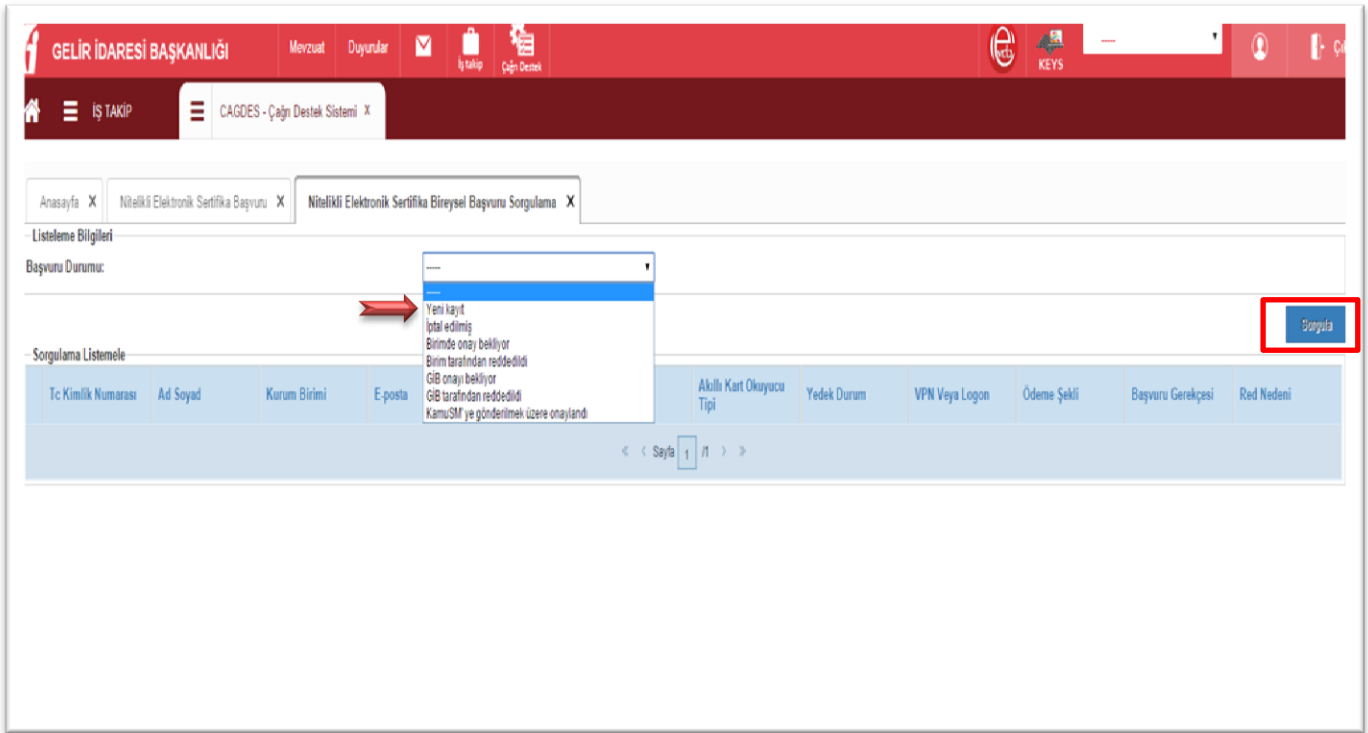 GELİR İDARESİ BAŞKANLIĞI Mevzuat Duyurular İş takip Çağrı Destek KEYS -----
İŞ TAKİP CAGDES - Çağrı Destek Sistemi X
Anasayfa X Nitelikli Elektronik Sertifika Başvuru X Nitelikli Elektronik Sertifika Bireysel Başvuru Sorgulama X
Listeleme Bilgileri
Başvuru Durumu: -----
-----
Yeni kayıt
İptal edilmiş
Birimde onay bekliyor
Birim tarafından reddedildi
GİB onayı bekliyor
GİB tarafından reddedildi
KamuSM' ye gönderilmek üzere onaylandı
Sorgula
Sorgulama Listemele
Tc Kimlik Numarası Ad Soyad Kurum Birimi E-posta Akıllı Kart Okuyucu Tipi Yedek Durum VPN Veya Logon Ödeme Şekli Başvuru Gerekçesi Red Nedeni
« < Sayfa 1 /1 > »